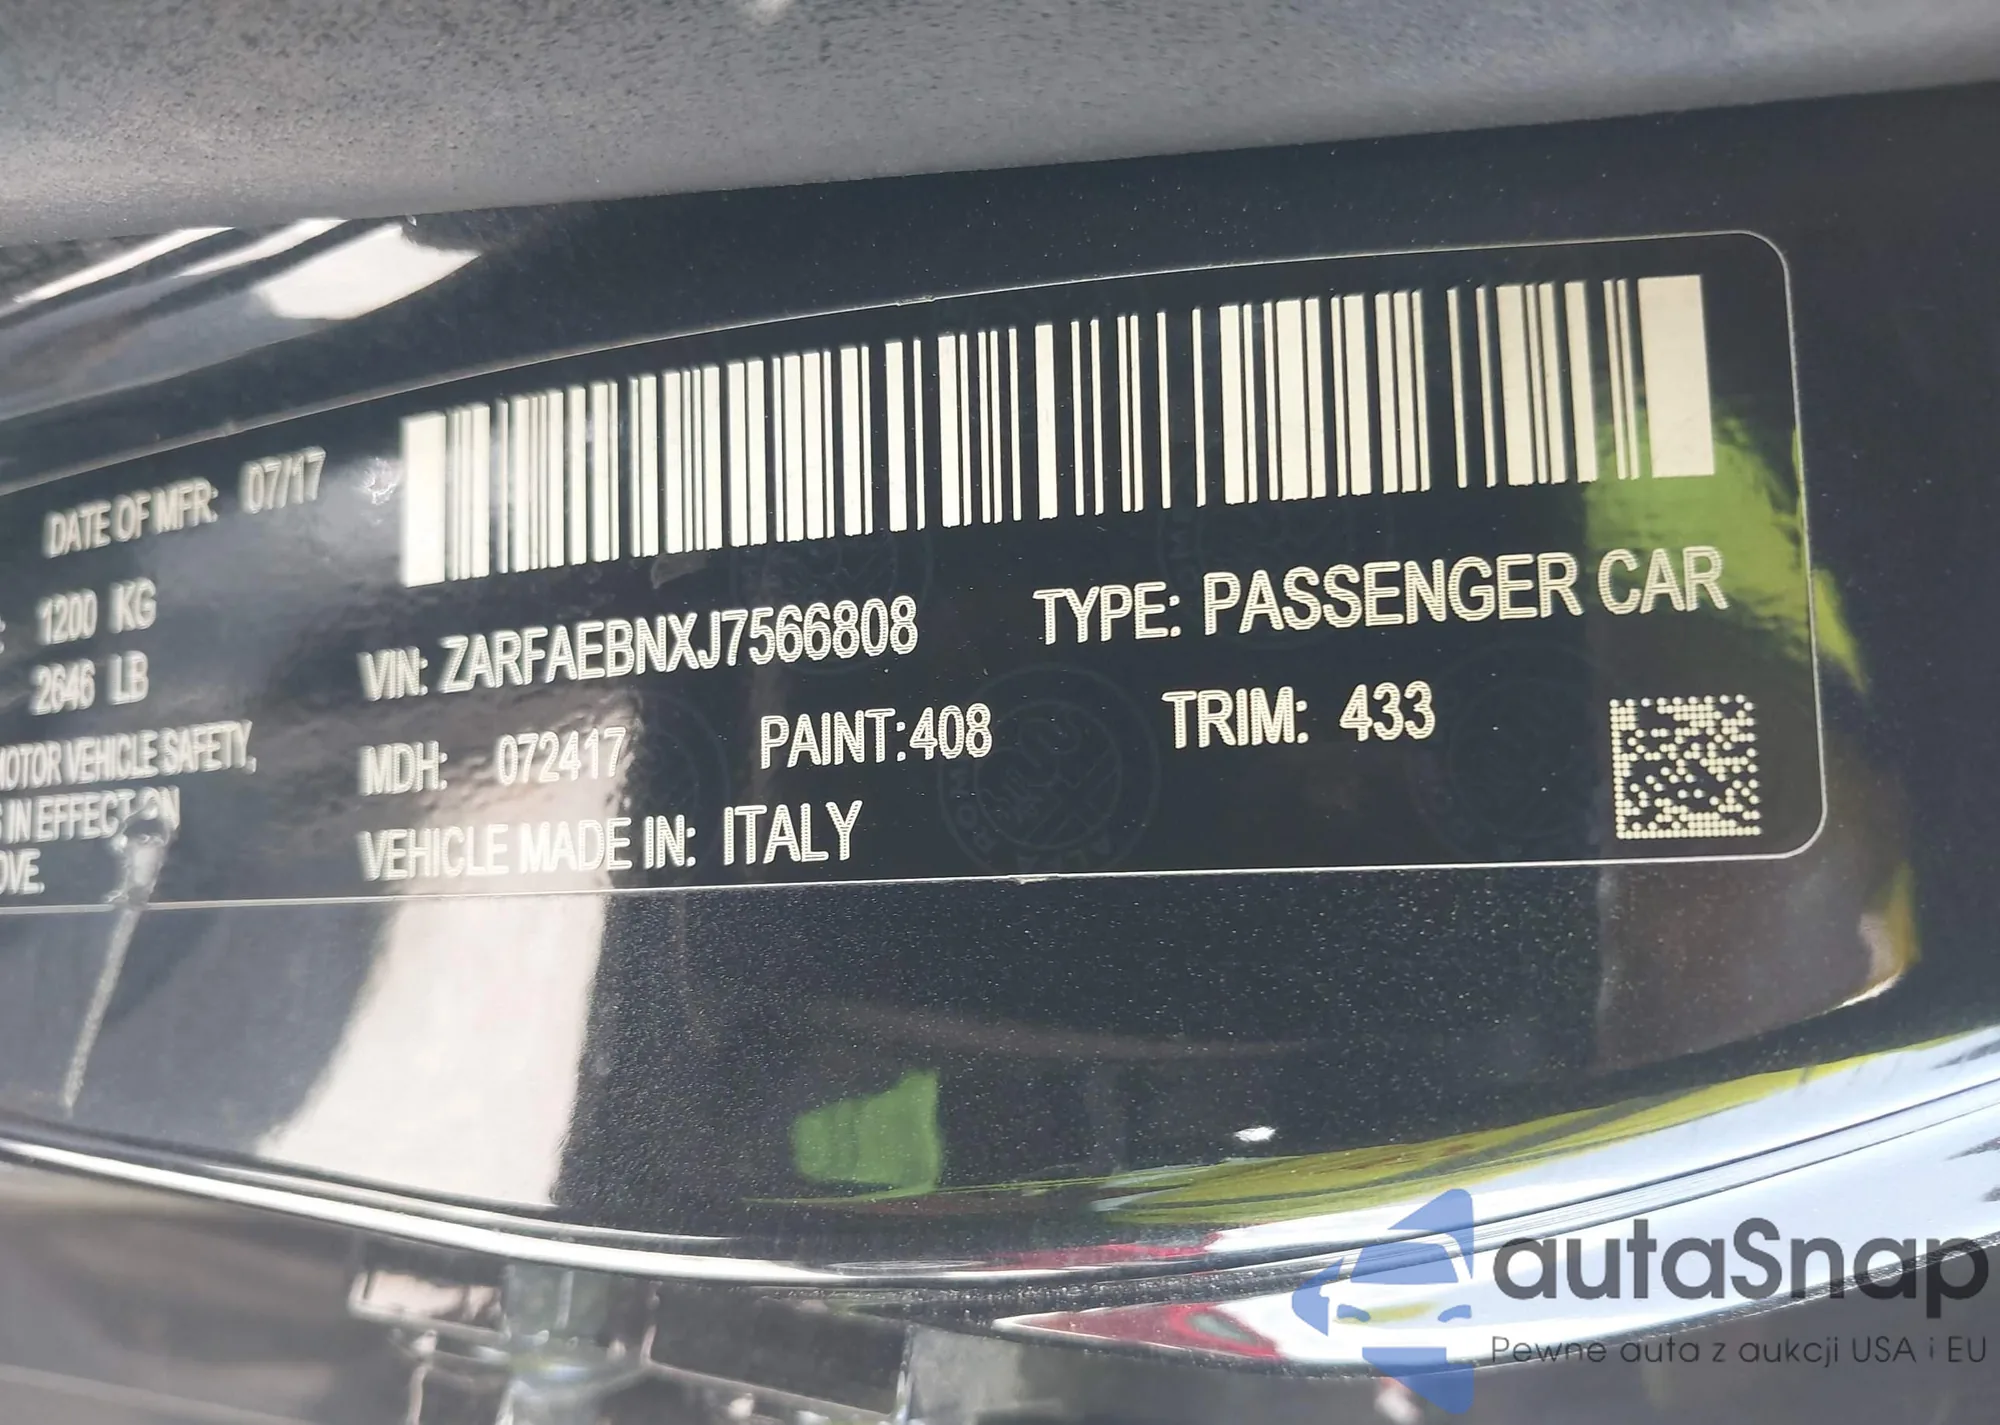 DATE OF MFR: 07/17
1200 KG
2646 LB
MOTOR VEHICLE SAFETY,
IN EFFECT ON
OVE.
VIN: ZARFAEBNXJ7566808 TYPE: PASSENGER CAR
MDH: 072417 PAINT:408 TRIM: 433
VEHICLE MADE IN: ITALY
autaSnap
Pewne auta z aukcji USA i EU